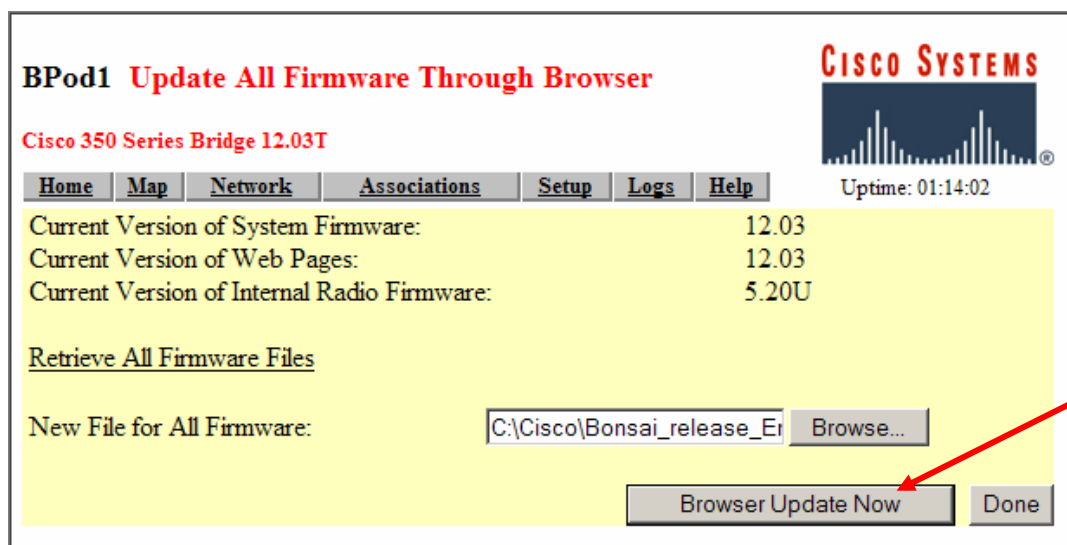 BPod1 Update All Firmware Through Browser
CISCO SYSTEMS
Cisco 350 Series Bridge 12.03T
®
Home Map Network Associations Setup Logs Help
Uptime: 01:14:02
Current Version of System Firmware: 12.03
Current Version of Web Pages: 12.03
Current Version of Internal Radio Firmware: 5.20U
Retrieve All Firmware Files
New File for All Firmware: C:\Cisco\Bonsai_release_En Browse...
Browser Update Now Done